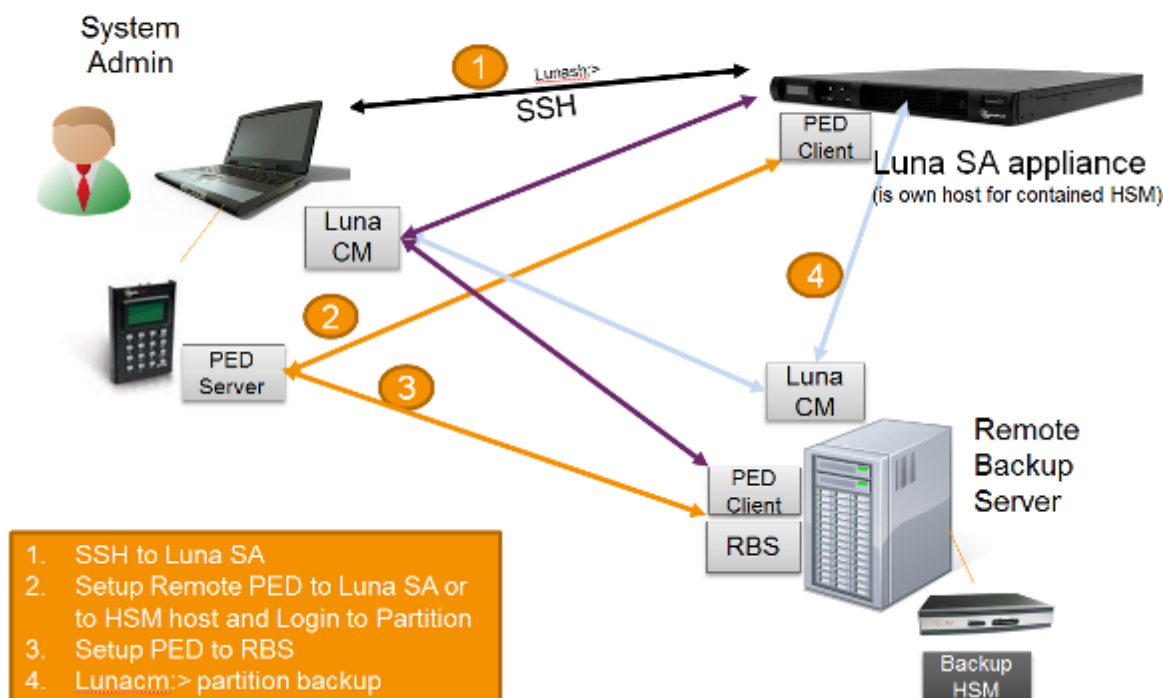 System
Admin
1
Lunash:>
SSH
PED
Client
Luna SA appliance
(is own host for contained HSM)
Luna
CM
4
2
PED
Server
3
Luna
CM
Remote
Backup
Server
PED
Client
RBS
1. SSH to Luna SA
2. Setup Remote PED to Luna SA or
to HSM host and Login to Partition
3. Setup PED to RBS
4. Lunacm:> partition backup
Backup
HSM